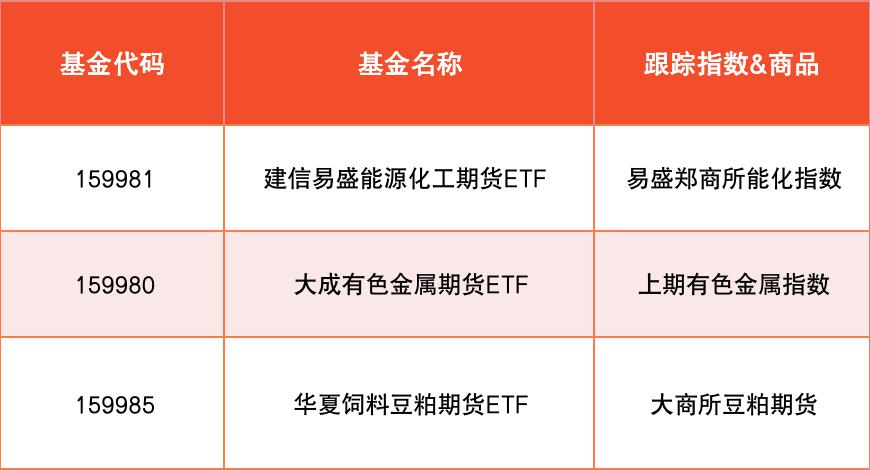 基金代码 基金名称 跟踪指数&商品
159981 建信易盛能源化工期货ETF 易盛郑商所能化指数
159980 大成有色金属期货ETF 上期有色金属指数
159985 华夏饲料豆粕期货ETF 大商所豆粕期货